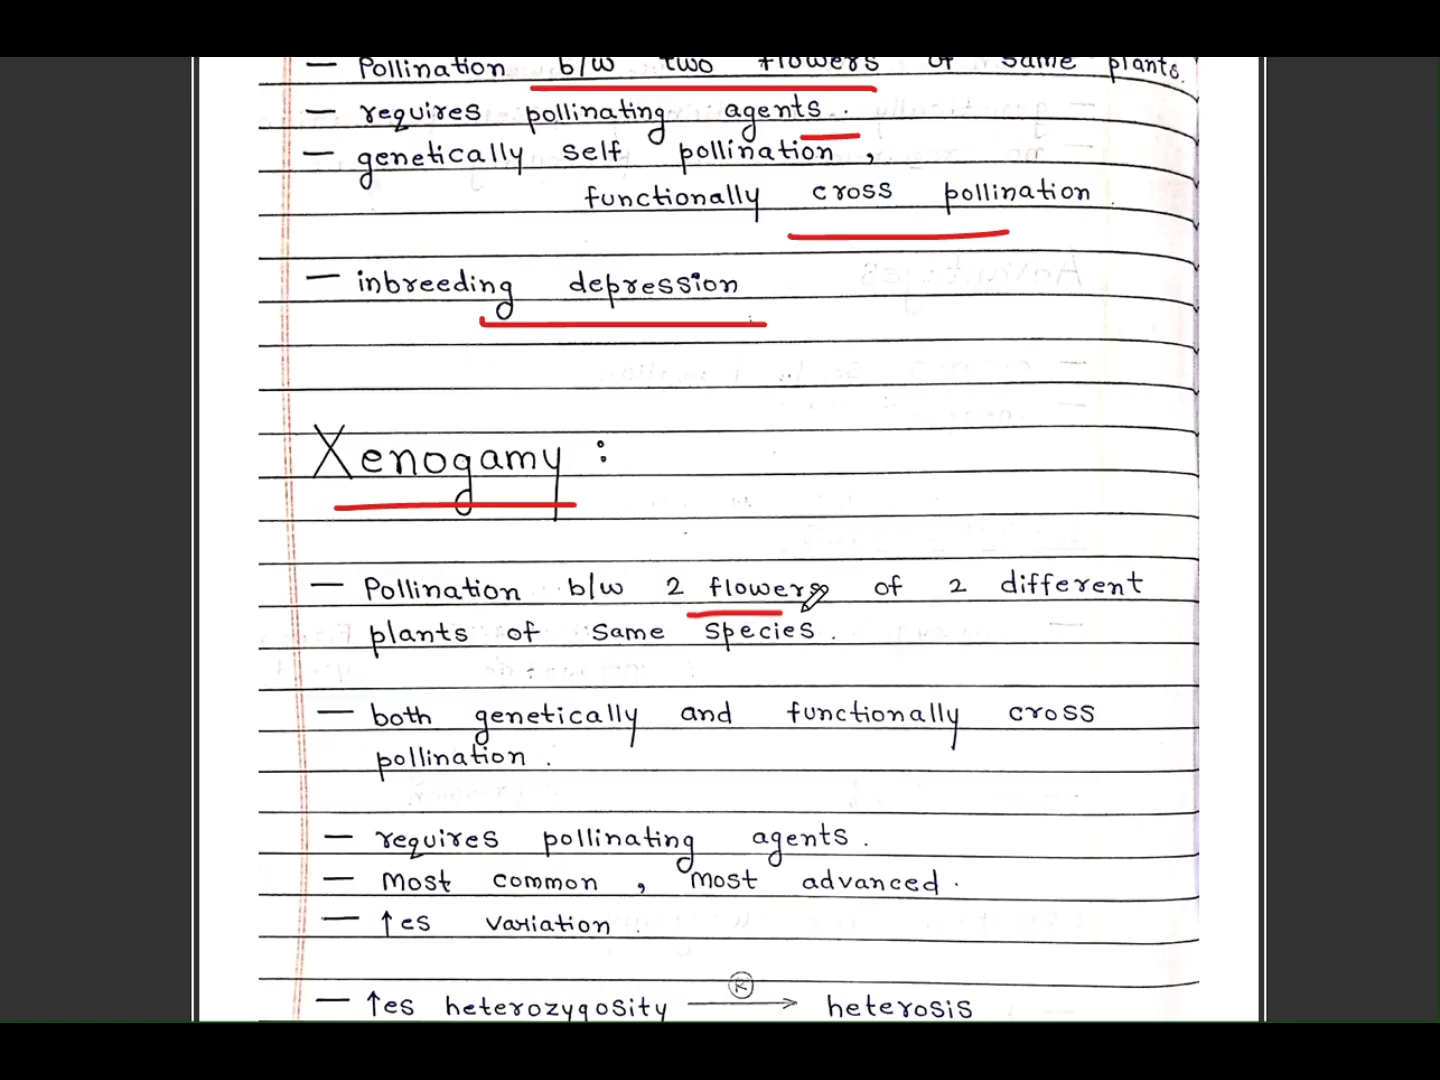 — Pollination b/w two flowers of same plants.
— requires pollinating agents.
— genetically self pollination,
functionally cross pollination.
— inbreeding depression
Xenogamy :
— Pollination b/w 2 flowers of 2 different
plants of same species.
— both genetically and functionally cross
pollination.
— requires pollinating agents.
— most common, most advanced.
— ↑es variation.
— ↑es heterozygosity ⟶ heterosis